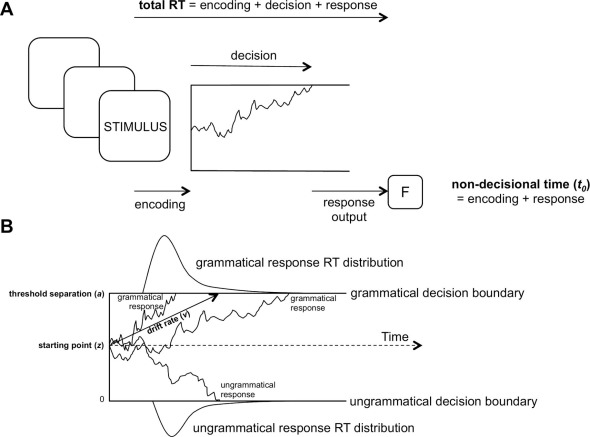 A
total RT = encoding + decision + response
decision
STIMULUS
encoding
response
output
F
non-decisional time (t0)
= encoding + response
B
grammatical response RT distribution
threshold separation (a)
grammatical
response
grammatical
response
grammatical decision boundary
drift rate (v)
Time
starting point (z)
ungrammatical
response
0
ungrammatical decision boundary
ungrammatical response RT distribution